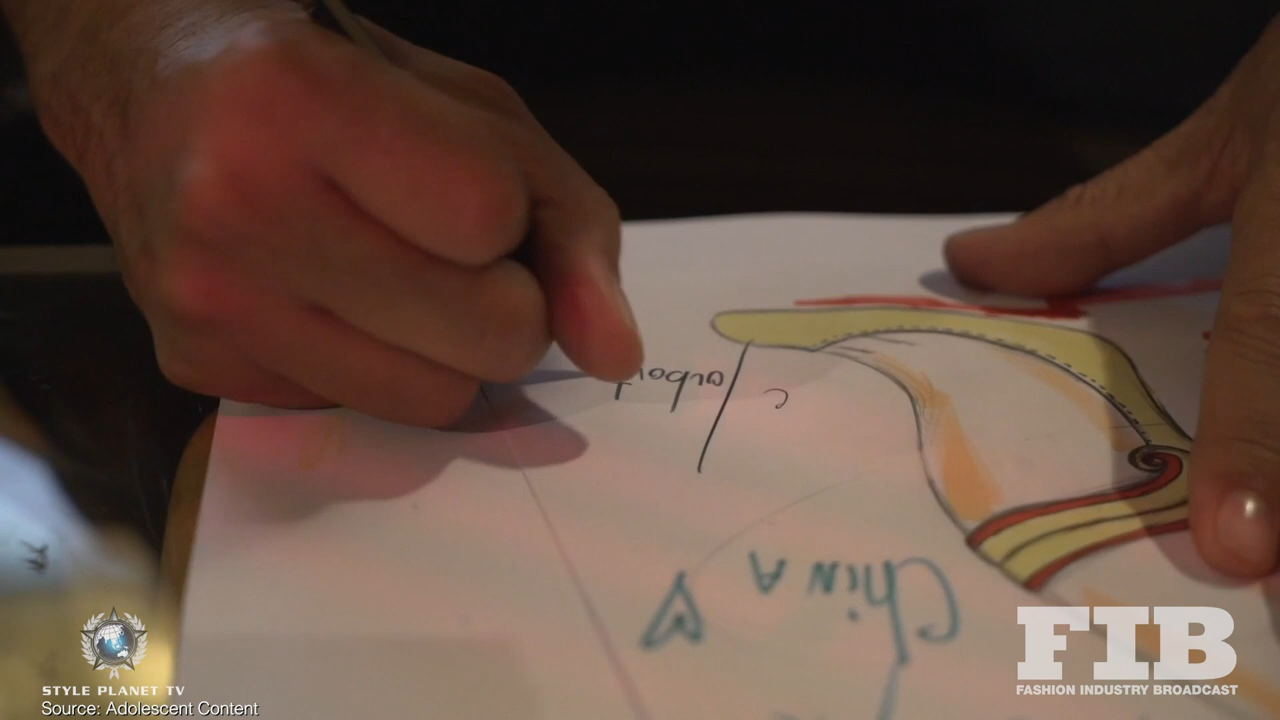 China
STYLE PLANET TV
Source: Adolescent Content
FIB
FASHION INDUSTRY BROADCAST